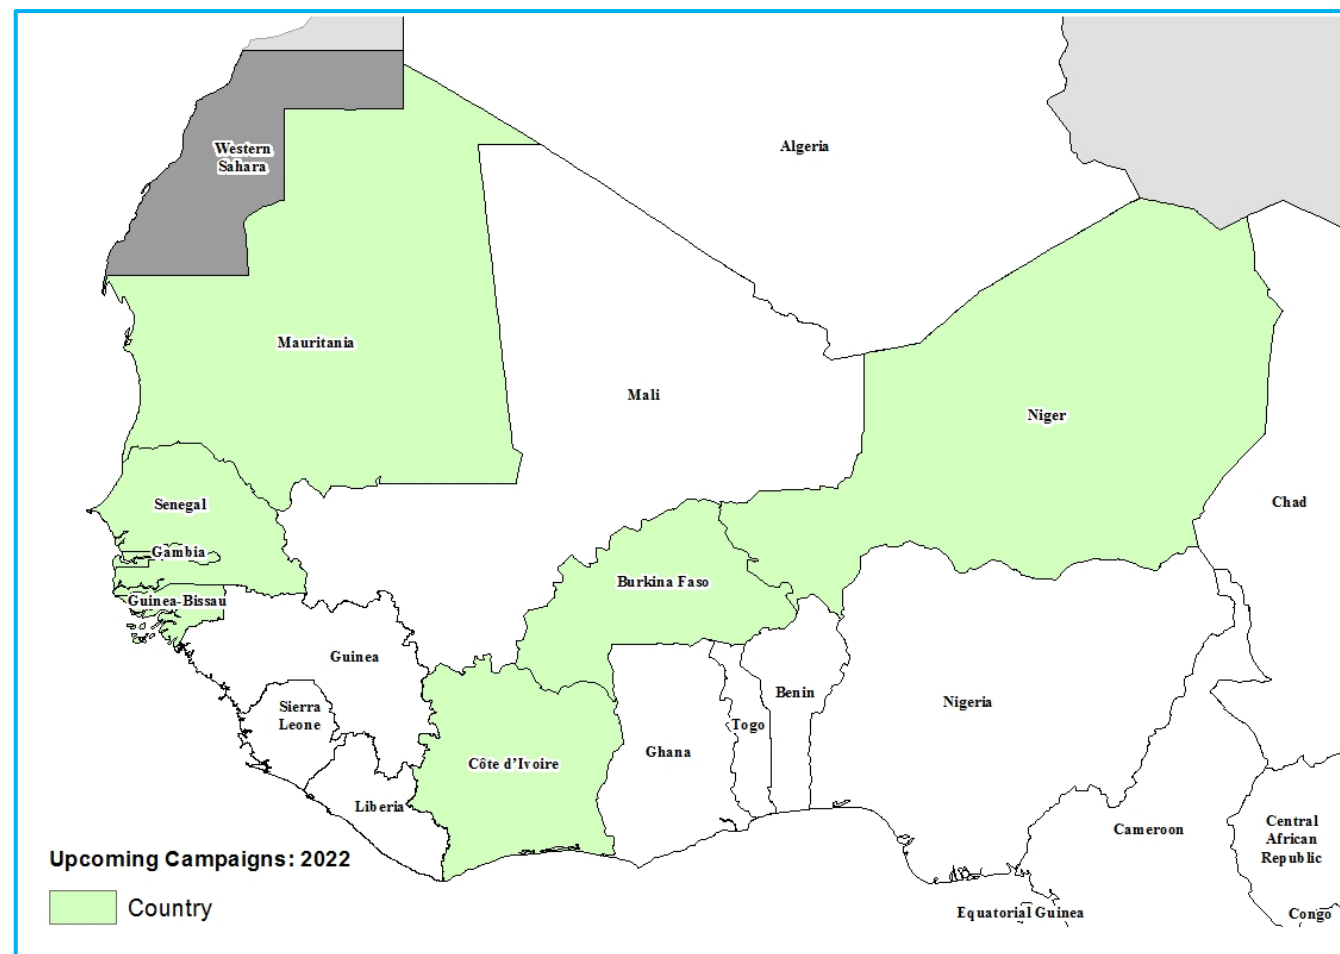 Western
Sahara
Algeria
Mauritania
Mali
Niger
Chad
Senegal
Gambia
Guinea-Bissau
Burkina Faso
Guinea
Sierra
Leone
Liberia
Côte d'Ivoire
Ghana
Togo
Benin
Nigeria
Cameroon
Central
African
Republic
Equatorial Guinea
Congo
Upcoming Campaigns: 2022
Country